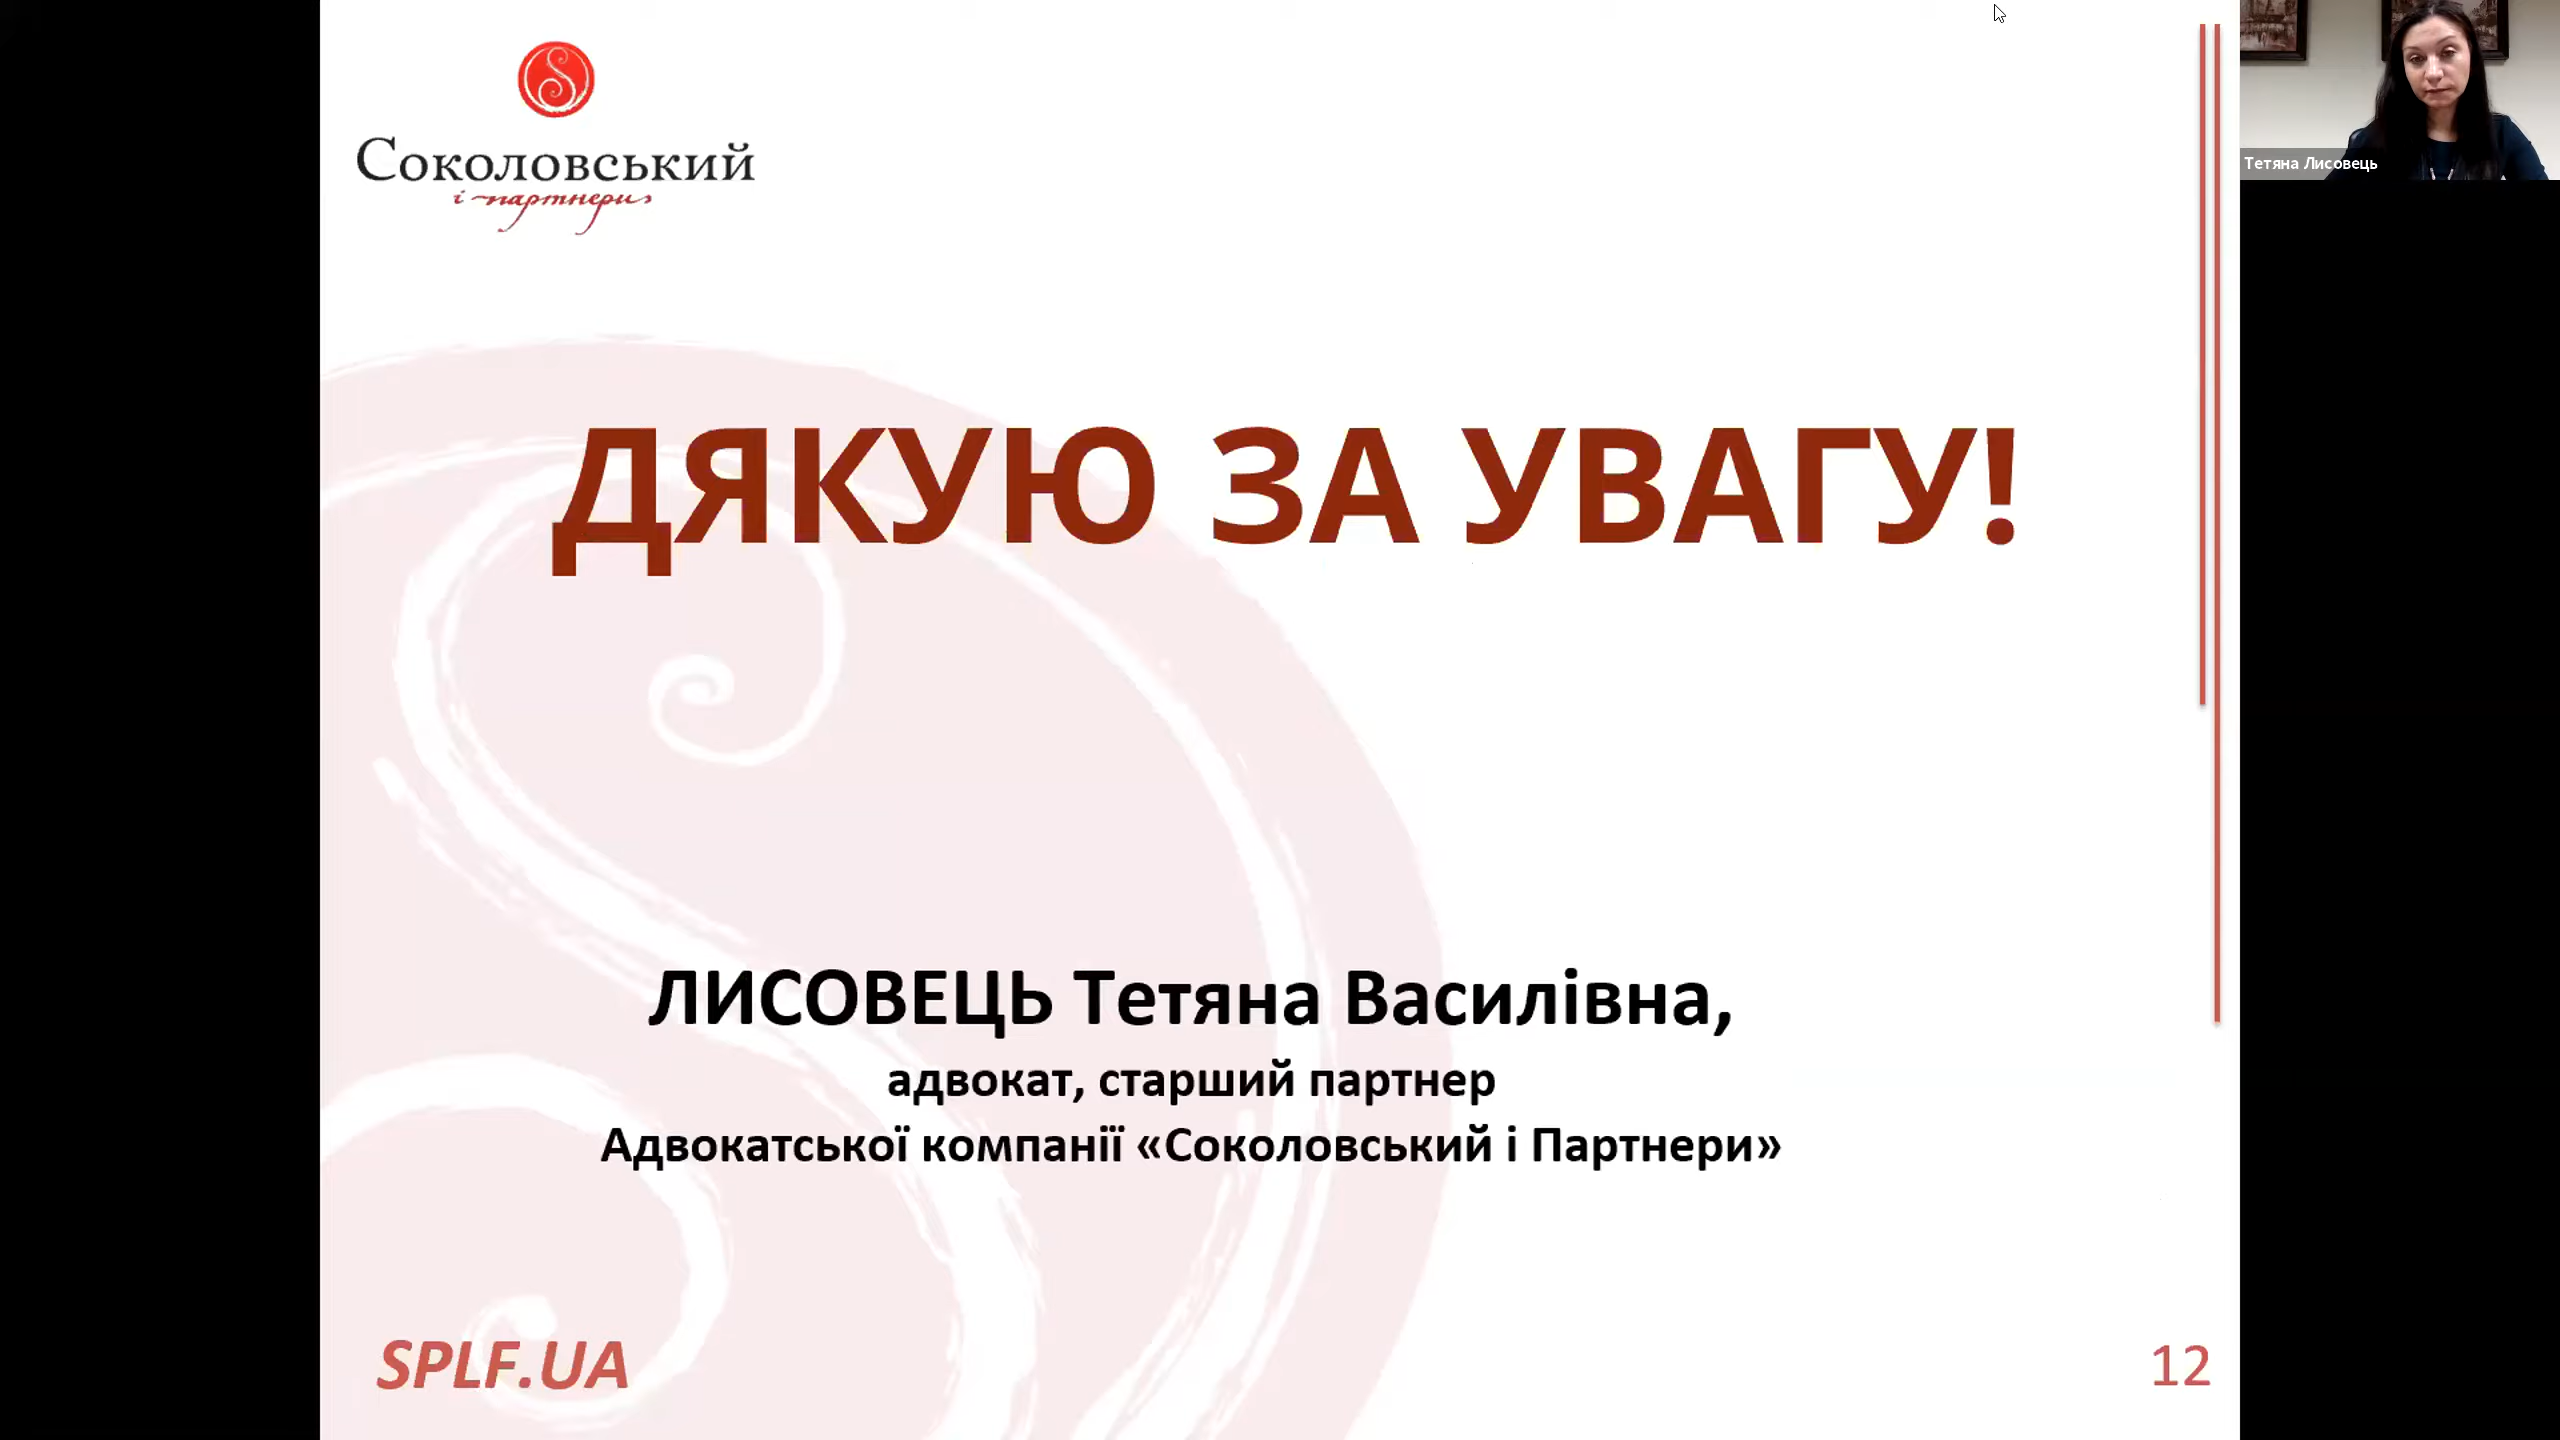 Соколовський
і партнери
Тетяна Лисовець
ДЯКУЮ ЗА УВАГУ!
ЛИСОВЕЦЬ Тетяна Василівна,
адвокат, старший партнер
Адвокатської компанії «Соколовський і Партнери»
SPLF.UA
12